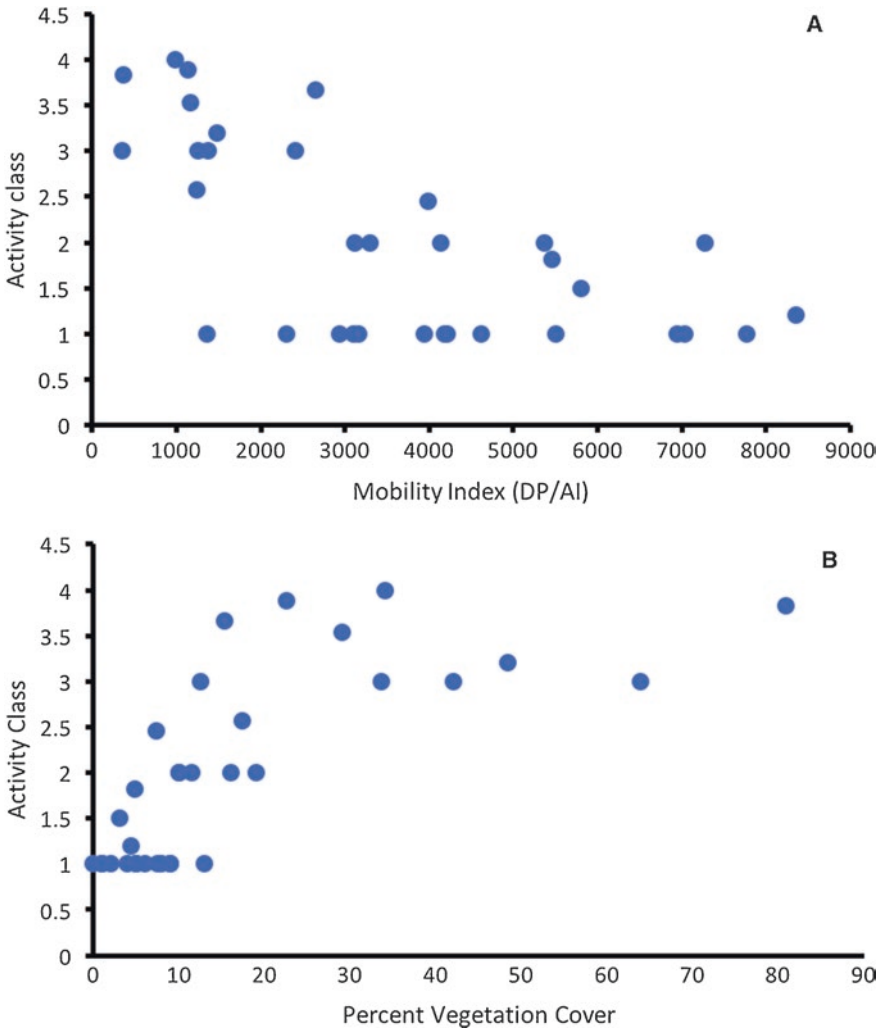 A
4.5
4
3.5
3
2.5
2
1.5
1
0.5
0
Activity class
0 1000 2000 3000 4000 5000 6000 7000 8000 9000
Mobility Index (DP/AI)
B
4.5
4
3.5
3
2.5
2
1.5
1
0.5
0
Activity Class
0 10 20 30 40 50 60 70 80 90
Percent Vegetation Cover